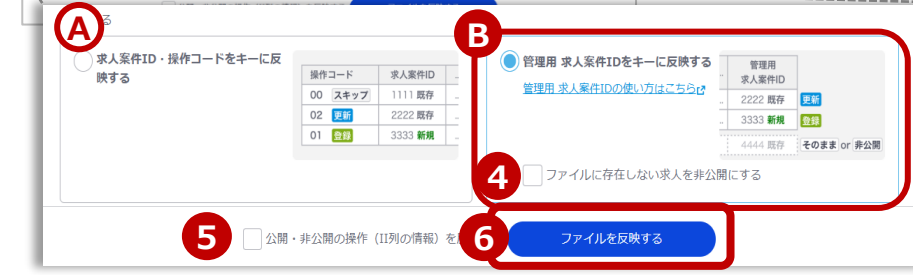 A
る
求人案件ID・操作コードをキーに反
映する
操作コード 求人案件ID ..
00 スキップ 1111 既存
02 更新 2222 既存
01 登録 3333 新規
B
管理用 求人案件IDをキーに反映する
管理用 求人案件IDの使い方はこちら
管理用
求人案件ID
2222 既存 更新
3333 新規 登録
4444 既存 そのまま or 非公開
4
ファイルに存在しない求人を非公開にする
5
公開・非公開の操作（II列の情報）を
6
ファイルを反映する